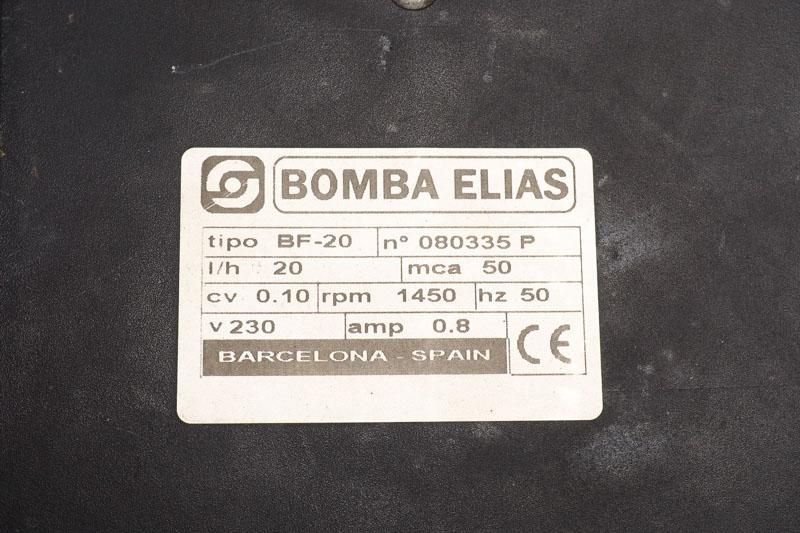 BOMBA ELIAS
tipo BF-20 nº 080335 P
l/h 20 mca 50
cv 0.10 rpm 1450 hz 50
v 230 amp 0.8
CE
BARCELONA - SPAIN